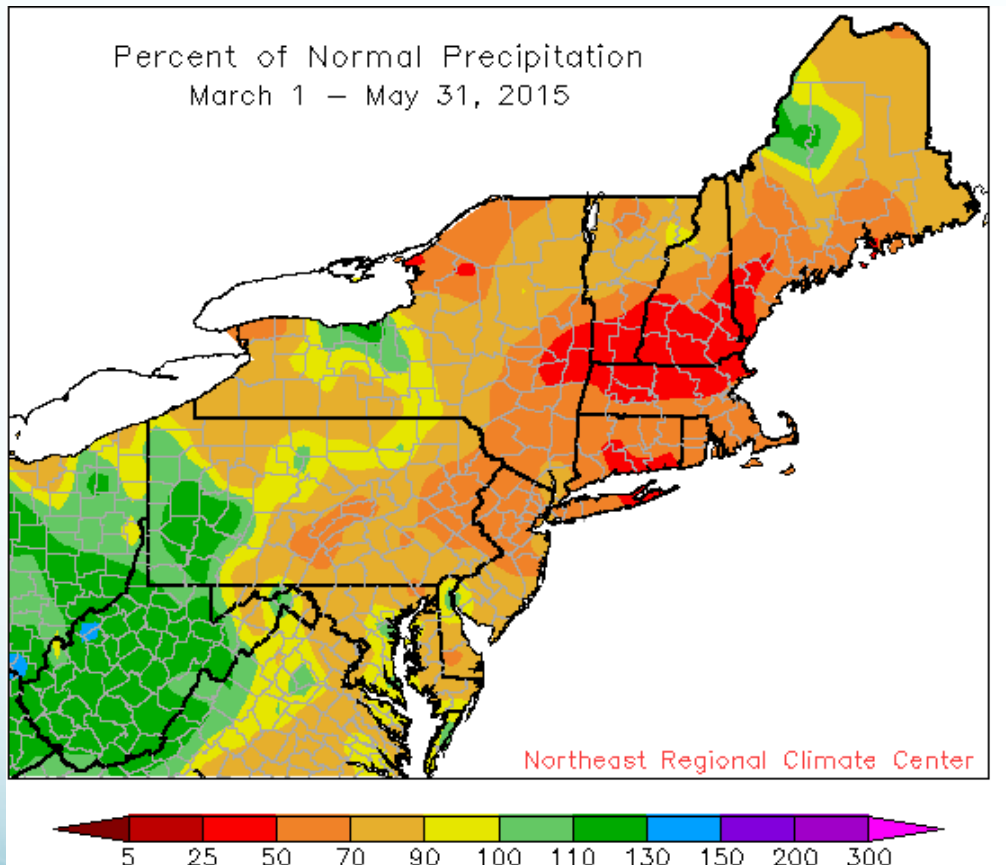 Percent of Normal Precipitation
March 1 – May 31, 2015
Northeast Regional Climate Center
5 25 50 70 90 100 110 130 150 200 300